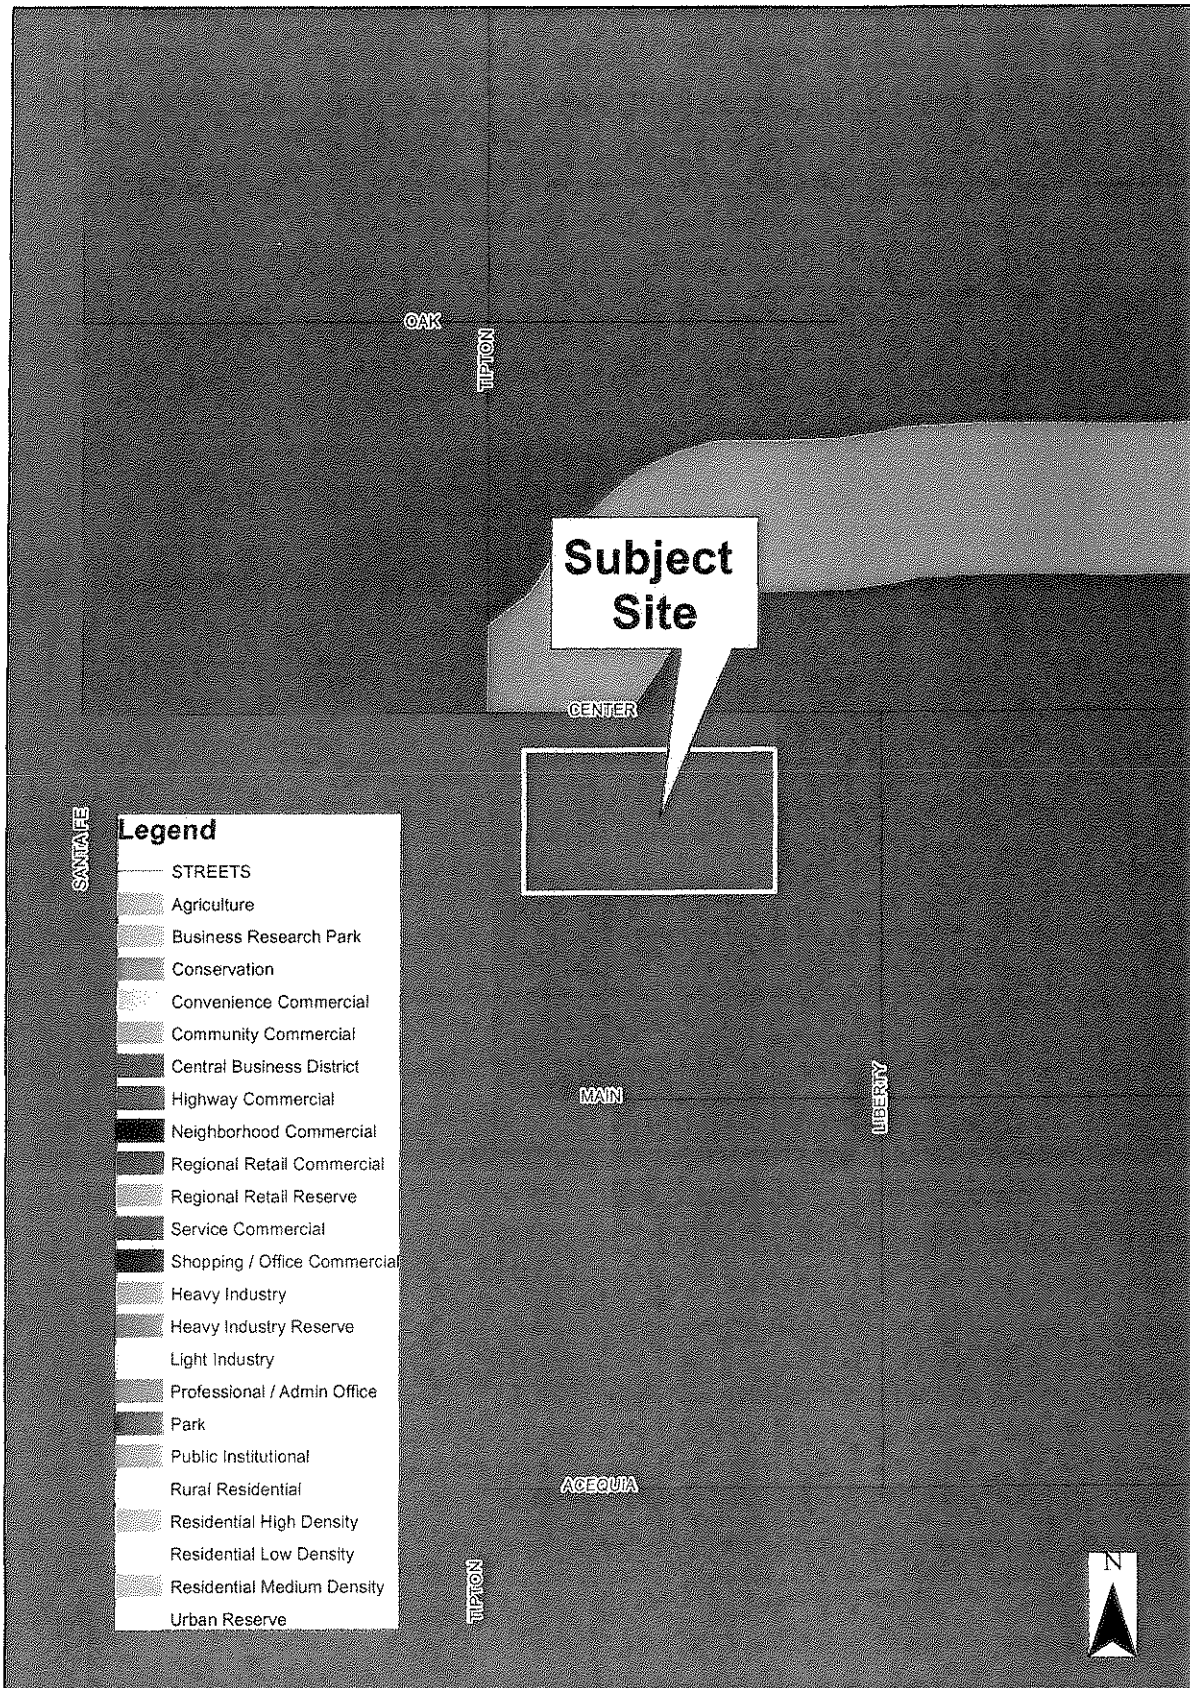 OAK
TIPTON
Subject
Site
CENTER
SANTA FE
Legend
STREETS
Agriculture
Business Research Park
Conservation
Convenience Commercial
Community Commercial
Central Business District
Highway Commercial
Neighborhood Commercial
Regional Retail Commercial
Regional Retail Reserve
Service Commercial
Shopping / Office Commercial
Heavy Industry
Heavy Industry Reserve
Light Industry
Professional / Admin Office
Park
Public Institutional
Rural Residential
Residential High Density
Residential Low Density
Residential Medium Density
Urban Reserve
MAIN
LIBERTY
ACEQUIA
TIPTON
N